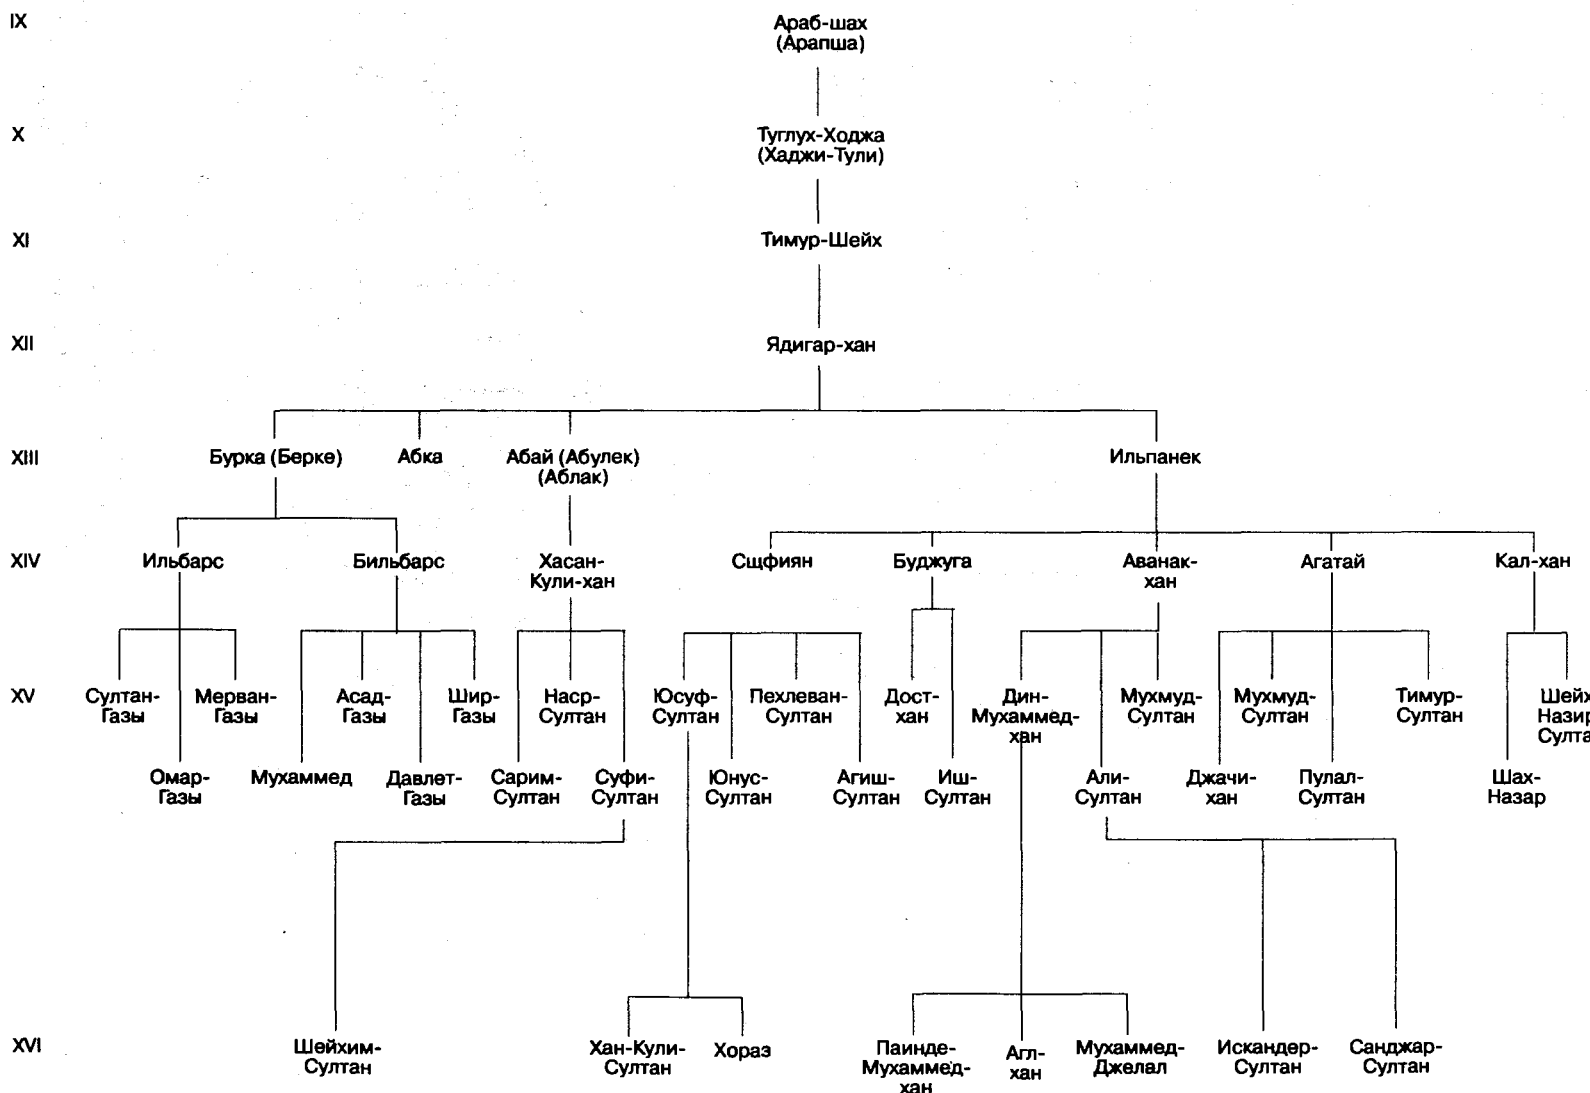 IX
Араб-шах
(Арапша)
X
Туглух-Ходжа
(Хаджи-Тули)
XI
Тимур-Шейх
XII
Ядигар-хан
XIII
Бурка (Берке)
Абка
Абай (Абулек)
(Аблак)
Ильпанек
XIV
Ильбарс
Бильбарс
Хасан-
Кули-хан
Сщфиян
Буджуга
Аванак-
хан
Агатай
Кал-хан
XV
Султан-
Газы
Мерван-
Газы
Асад-
Газы
Шир-
Газы
Наср-
Султан
Юсуф-
Султан
Пехлеван-
Султан
Дост-
хан
Дин-
Мухаммед-
хан
Мухмуд-
Султан
Мухмуд-
Султан
Тимур-
Султан
Шейх
Назир
Султа
Омар-
Газы
Мухаммед
Давлет-
Газы
Сарим-
Султан
Суфи-
Султан
Юнус-
Султан
Агиш-
Султан
Иш-
Султан
Али-
Султан
Джачи-
хан
Пулал-
Султан
Шах-
Назар
XVI
Шейхим-
Султан
Хан-Кули-
Султан
Хораз
Паинде-
Мухаммед-
хан
Агл-
хан
Мухаммед-
Джелал
Искандер-
Султан
Санджар-
Султан